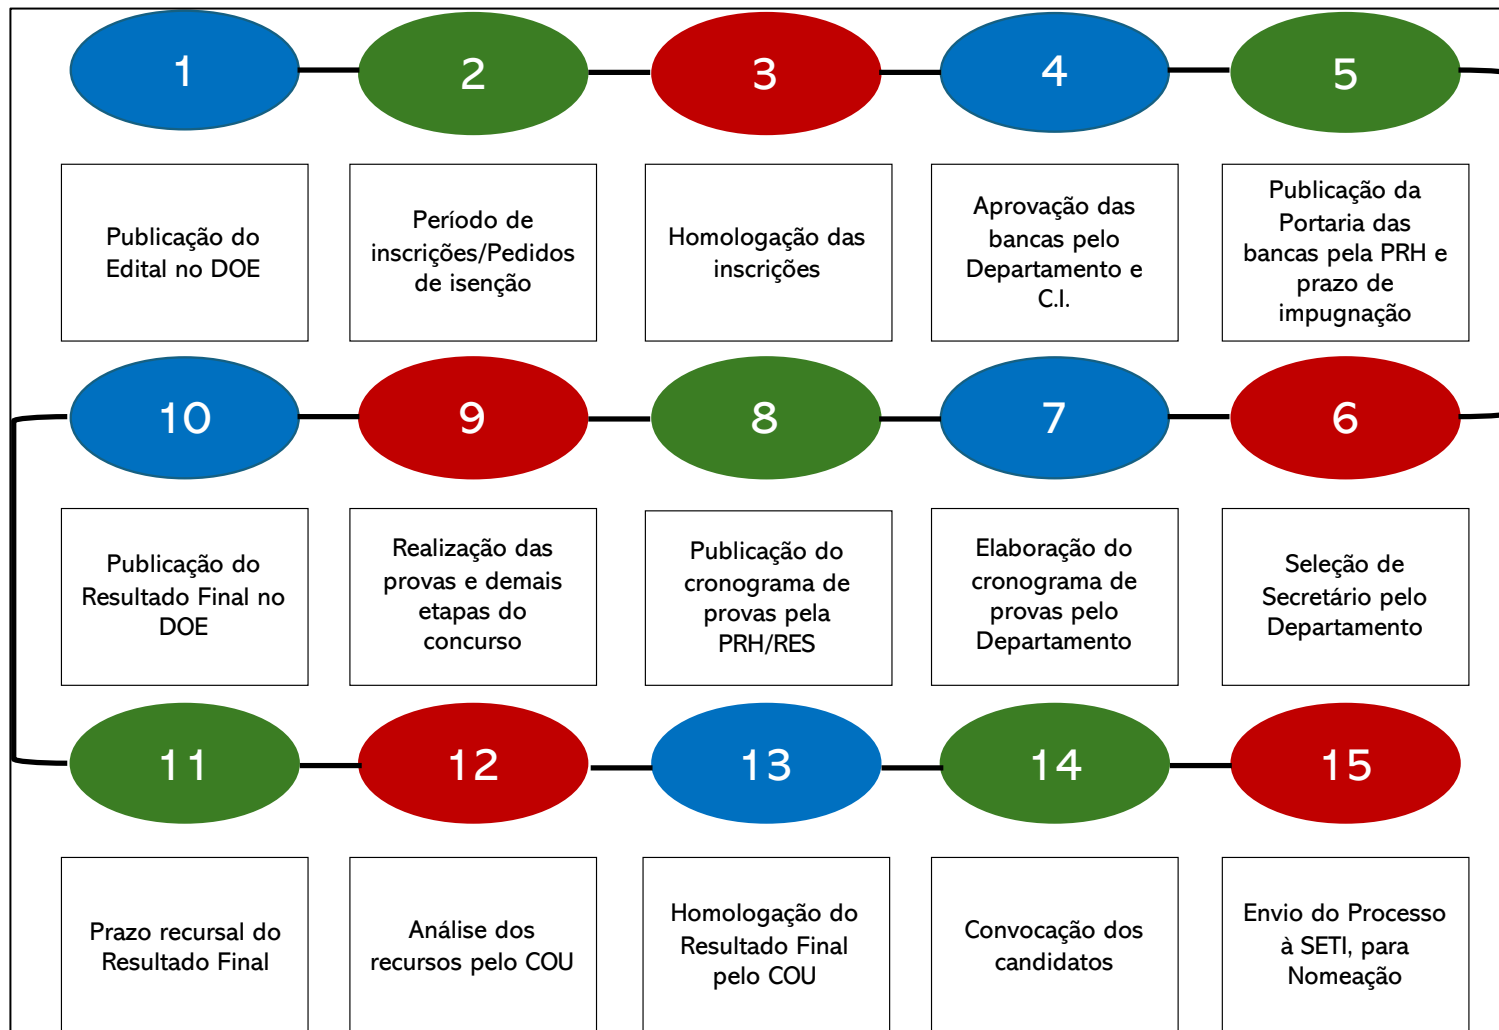 1
2
3
4
5
Publicação do
Edital no DOE
Período de
inscrições/Pedidos
de isenção
Homologação das
inscrições
Aprovação das
bancas pelo
Departamento e
C.I.
Publicação da
Portaria das
bancas pela PRH e
prazo de
impugnação
10
9
8
7
6
Publicação do
Resultado Final no
DOE
Realização das
provas e demais
etapas do
concurso
Publicação do
cronograma de
provas pela
PRH/RES
Elaboração do
cronograma de
provas pelo
Departamento
Seleção de
Secretário pelo
Departamento
11
12
13
14
15
Prazo recursal do
Resultado Final
Análise dos
recursos pelo COU
Homologação do
Resultado Final
pelo COU
Convocação dos
candidatos
Envio do Processo
à SETI, para
Nomeação